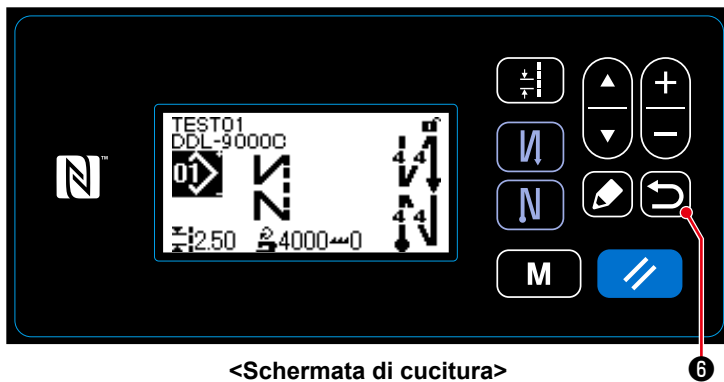 TEST01
DDL-9000C
01
4 4
4 4
2.50 4000 0
M
<Schermata di cucitura>
6